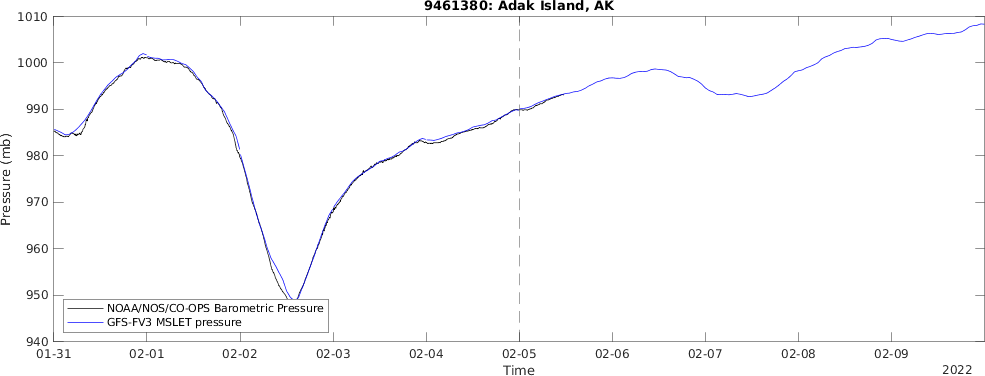 9461380: Adak Island, AK
Pressure (mb)
1010
1000
990
980
970
960
950
940
NOAA/NOS/CO-OPS Barometric Pressure
GFS-FV3 MSLET pressure
01-31 02-01 02-02 02-03 02-04 02-05 02-06 02-07 02-08 02-09
Time
2022